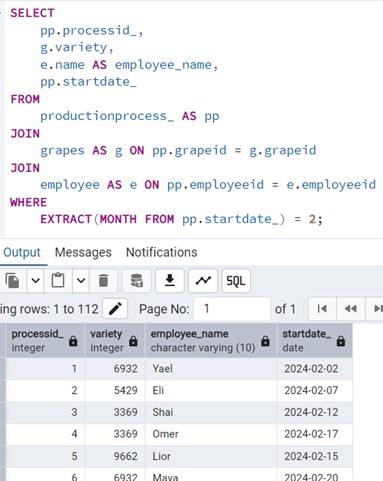 SELECT
pp.processid_,
g.variety,
e.name AS employee_name,
pp.startdate_
FROM
productionprocess_ AS pp
JOIN
grapes AS g ON pp.grapeid = g.grapeid
JOIN
employee AS e ON pp.employeeid = e.employeeid
WHERE
EXTRACT(MONTH FROM pp.startdate_) = 2;
Output Messages Notifications
SQL
ing rows: 1 to 112 Page No: 1 of 1
processid_ variety employee_name startdate_
integer integer character varying (10) date
1 6932 Yael 2024-02-02
2 5429 Eli 2024-02-07
3 3369 Shai 2024-02-12
4 3369 Omer 2024-02-17
5 9662 Lior 2024-02-15
6 6932 Maya 2024-02-20